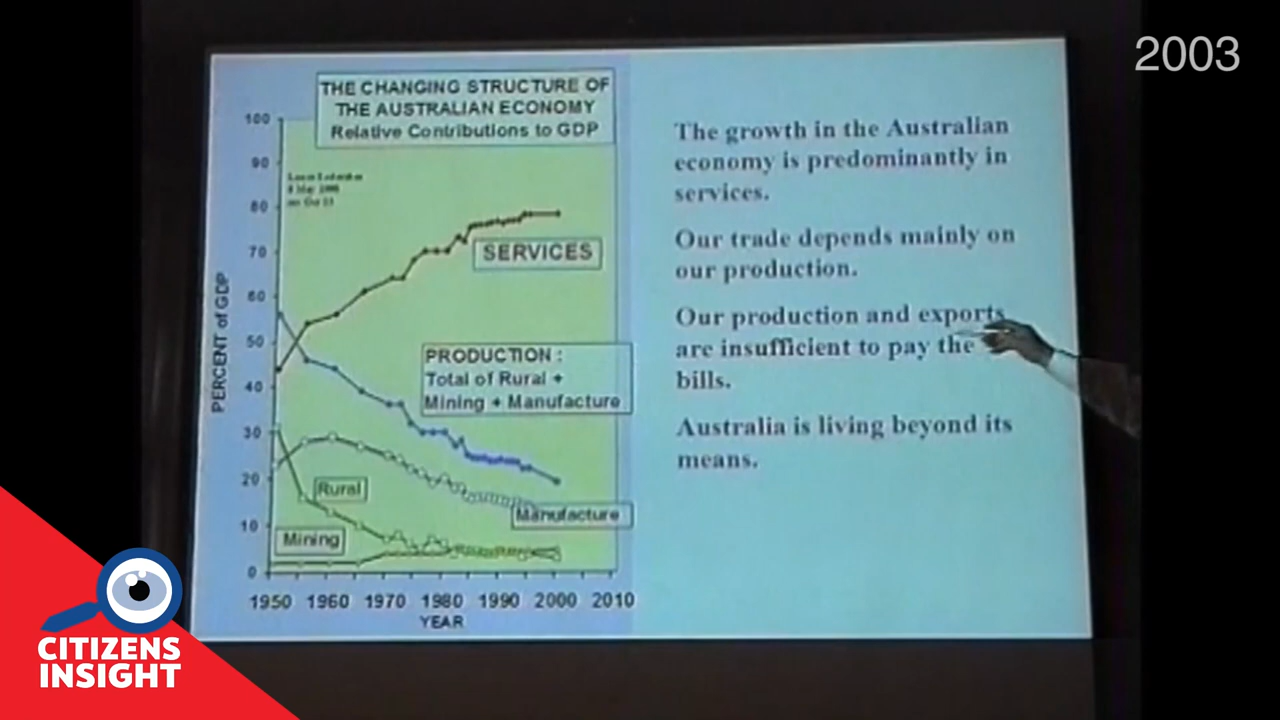 2003
THE CHANGING STRUCTURE OF
THE AUSTRALIAN ECONOMY
Relative Contributions to GDP
100
90
80
70
60
50
40
30
20
10
0
PERCENT of GDP
SERVICES
PRODUCTION :
Total of Rural +
Mining + Manufacture
Rural
Manufacture
Mining
1950 1960 1970 1980 1990 2000 2010
YEAR
The growth in the Australian
economy is predominantly in
services.
Our trade depends mainly on
our production.
Our production and exports
are insufficient to pay the
bills.
Australia is living beyond its
means.
CITIZENS
INSIGHT